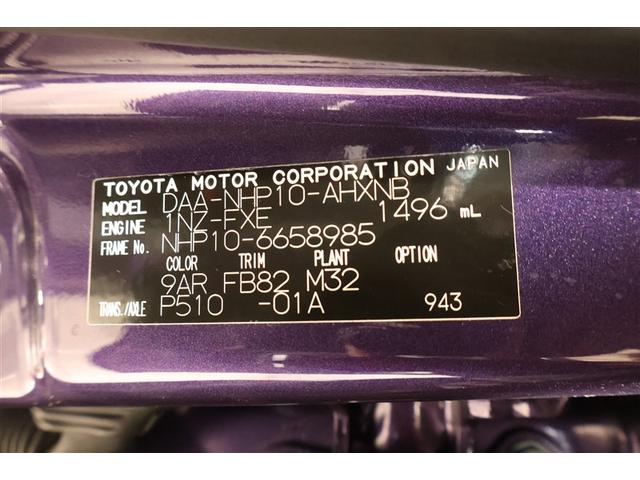 TOYOTA MOTOR CORPORATION JAPAN
MODEL DAA-NHP10-AHXNB
ENGINE 1NZ-FXE 1496 mL
FRAME No. NHP10-6658985
COLOR TRIM PLANT OPTION
9AR FB82 M32
TRANS./AXLE P510 -01A 943